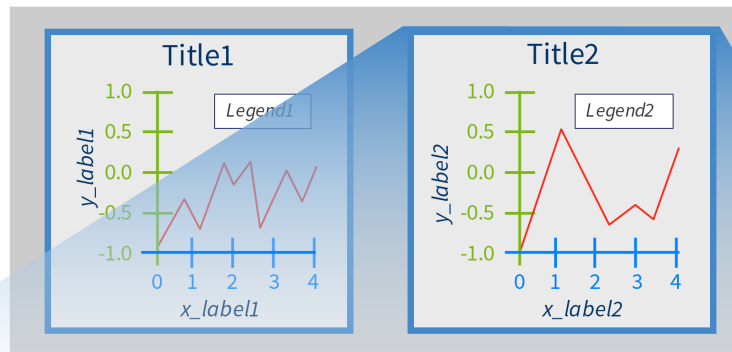 Title1
Legend1
y_label1
1.0
0.5
0.0
-0.5
-1.0
0 1 2 3 4
x_label1
Title2
Legend2
y_label2
1.0
0.5
0.0
-0.5
-1.0
0 1 2 3 4
x_label2